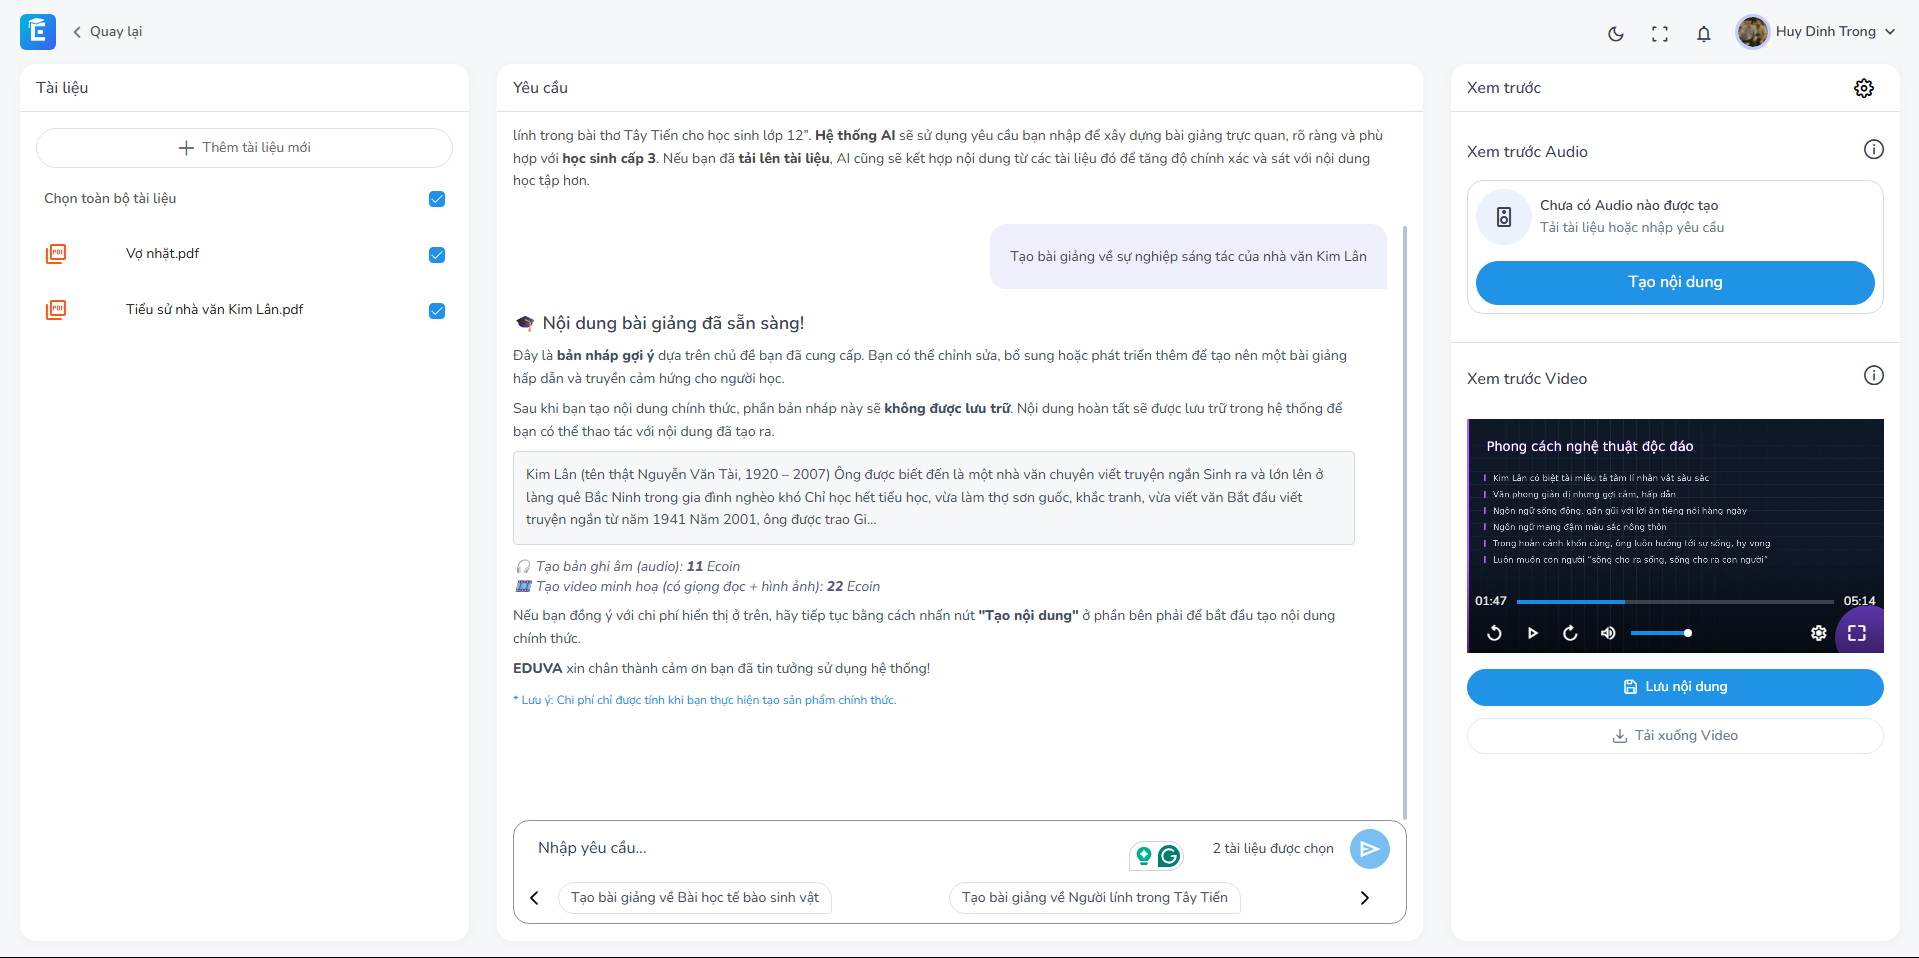 E
Quay lại
Huy Dinh Trong
Tài liệu
Thêm tài liệu mới
Chọn toàn bộ tài liệu
PDF
Vợ nhặt.pdf
PDF
Tiểu sử nhà văn Kim Lân.pdf
Yêu cầu
lính trong bài thơ Tây Tiến cho học sinh lớp 12”. Hệ thống AI sẽ sử dụng yêu cầu bạn nhập để xây dựng bài giảng trực quan, rõ ràng và phù
hợp với học sinh cấp 3. Nếu bạn đã tải lên tài liệu, AI cũng sẽ kết hợp nội dung từ các tài liệu đó để tăng độ chính xác và sát với nội dung
học tập hơn.
Tạo bài giảng về sự nghiệp sáng tác của nhà văn Kim Lân
🎓 Nội dung bài giảng đã sẵn sàng!
Đây là bản nháp gợi ý dựa trên chủ đề bạn đã cung cấp. Bạn có thể chỉnh sửa, bổ sung hoặc phát triển thêm để tạo nên một bài giảng
hấp dẫn và truyền cảm hứng cho người học.
Sau khi bạn tạo nội dung chính thức, phần bản nháp này sẽ không được lưu trữ. Nội dung hoàn tất sẽ được lưu trữ trong hệ thống để
bạn có thể thao tác với nội dung đã tạo ra.
Kim Lân (tên thật Nguyễn Văn Tài, 1920 – 2007) Ông được biết đến là một nhà văn chuyên viết truyện ngắn Sinh ra và lớn lên ở
làng quê Bắc Ninh trong gia đình nghèo khó Chỉ học hết tiểu học, vừa làm thợ sơn guốc, khắc tranh, vừa viết văn Bắt đầu viết
truyện ngắn từ năm 1941 Năm 2001, ông được trao Gi...
🎧 Tạo bản ghi âm (audio): 11 Ecoin
🎞️ Tạo video minh hoạ (có giọng đọc + hình ảnh): 22 Ecoin
Nếu bạn đồng ý với chi phí hiển thị ở trên, hãy tiếp tục bằng cách nhấn nút "Tạo nội dung" ở phần bên phải để bắt đầu tạo nội dung
chính thức.
EDUVA xin chân thành cảm ơn bạn đã tin tưởng sử dụng hệ thống!
* Lưu ý: Chi phí chỉ được tính khi bạn thực hiện tạo sản phẩm chính thức.
Nhập yêu cầu...
2 tài liệu được chọn
Tạo bài giảng về Bài học tế bào sinh vật
Tạo bài giảng về Người lính trong Tây Tiến
Xem trước
Xem trước Audio
Chưa có Audio nào được tạo
Tải tài liệu hoặc nhập yêu cầu
Tạo nội dung
Xem trước Video
Phong cách nghệ thuật độc đáo
Kim Lân có biệt tài miêu tả tâm lí nhân vật sâu sắc
Văn phong giản dị nhưng gợi cảm, hấp dẫn
Ngôn ngữ sống động, gần gũi với lời ăn tiếng nói hàng ngày
Ngôn ngữ mang đậm màu sắc nông thôn
Trong hoàn cảnh khốn cùng, ông luôn hướng tới sự sống, hy vọng
Luôn muốn con người “sống cho ra sống, sống cho ra con người”
01:47
05:14
Lưu nội dung
Tải xuống Video